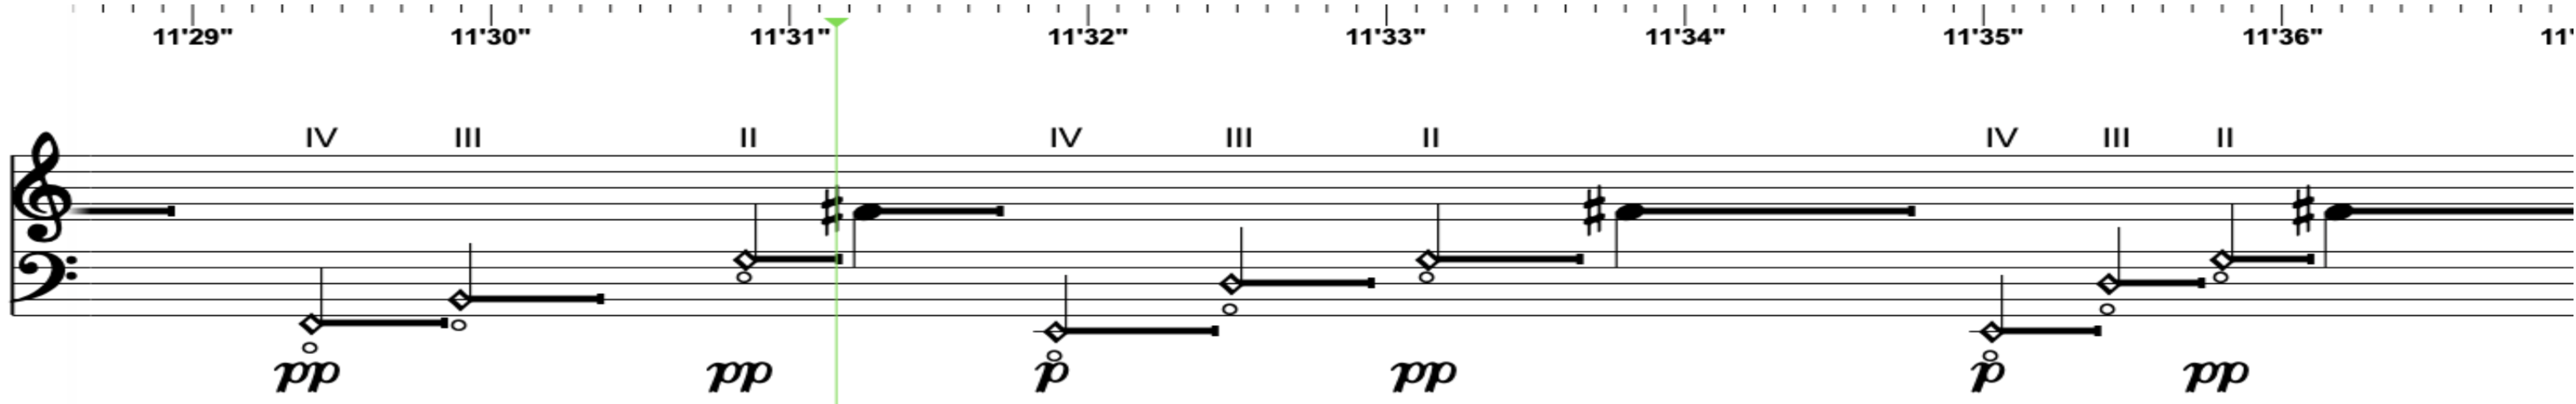 11'29" 11'30" 11'31" 11'32" 11'33" 11'34" 11'35" 11'36" 11'
IV III II IV III II IV III II
pp pp p pp p pp